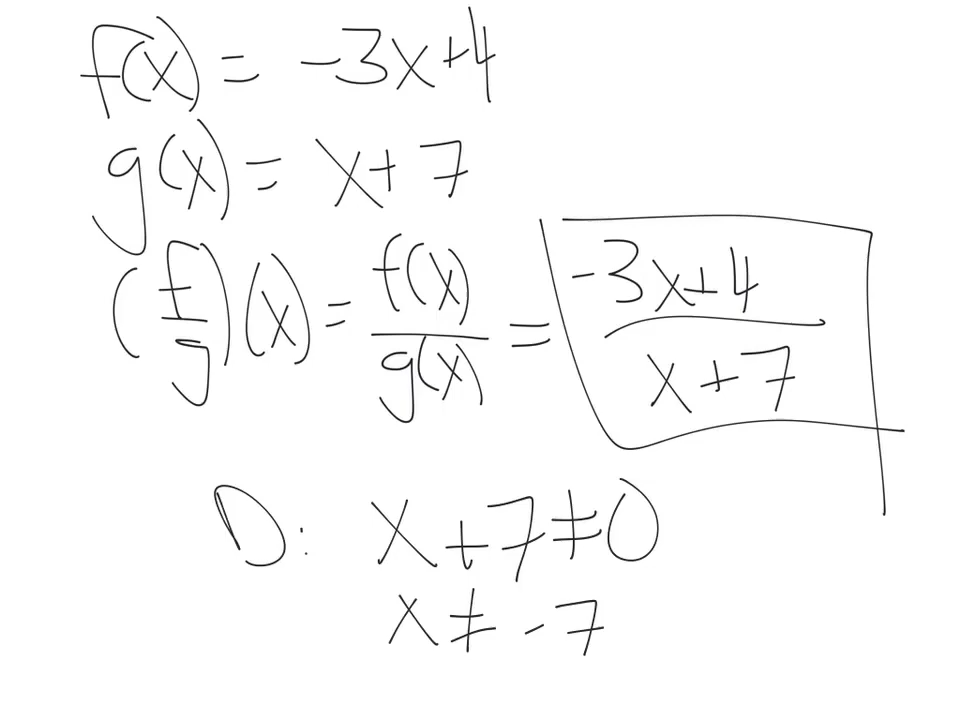 f(x) = -3x+4
g(x) = x+7
(f/g)(x) = f(x)/g(x) = (-3x+4)/(x+7)
D: x+7≠0
x≠-7